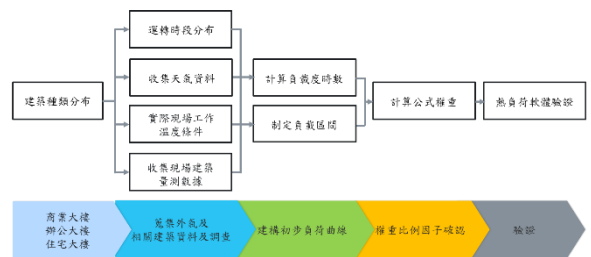 運轉時段分布
收集天氣資料
計算負載度時數
建築種類分布
計算公式權重
熱負荷軟體驗證
實際現場工作
溫度條件
制定負載區間
收集現場建築
量測數據
商業大樓
辦公大樓
住宅大樓
蒐集外氣及
相關建築資料及調查
建構初步負荷曲線
權重比例因子確認
驗證